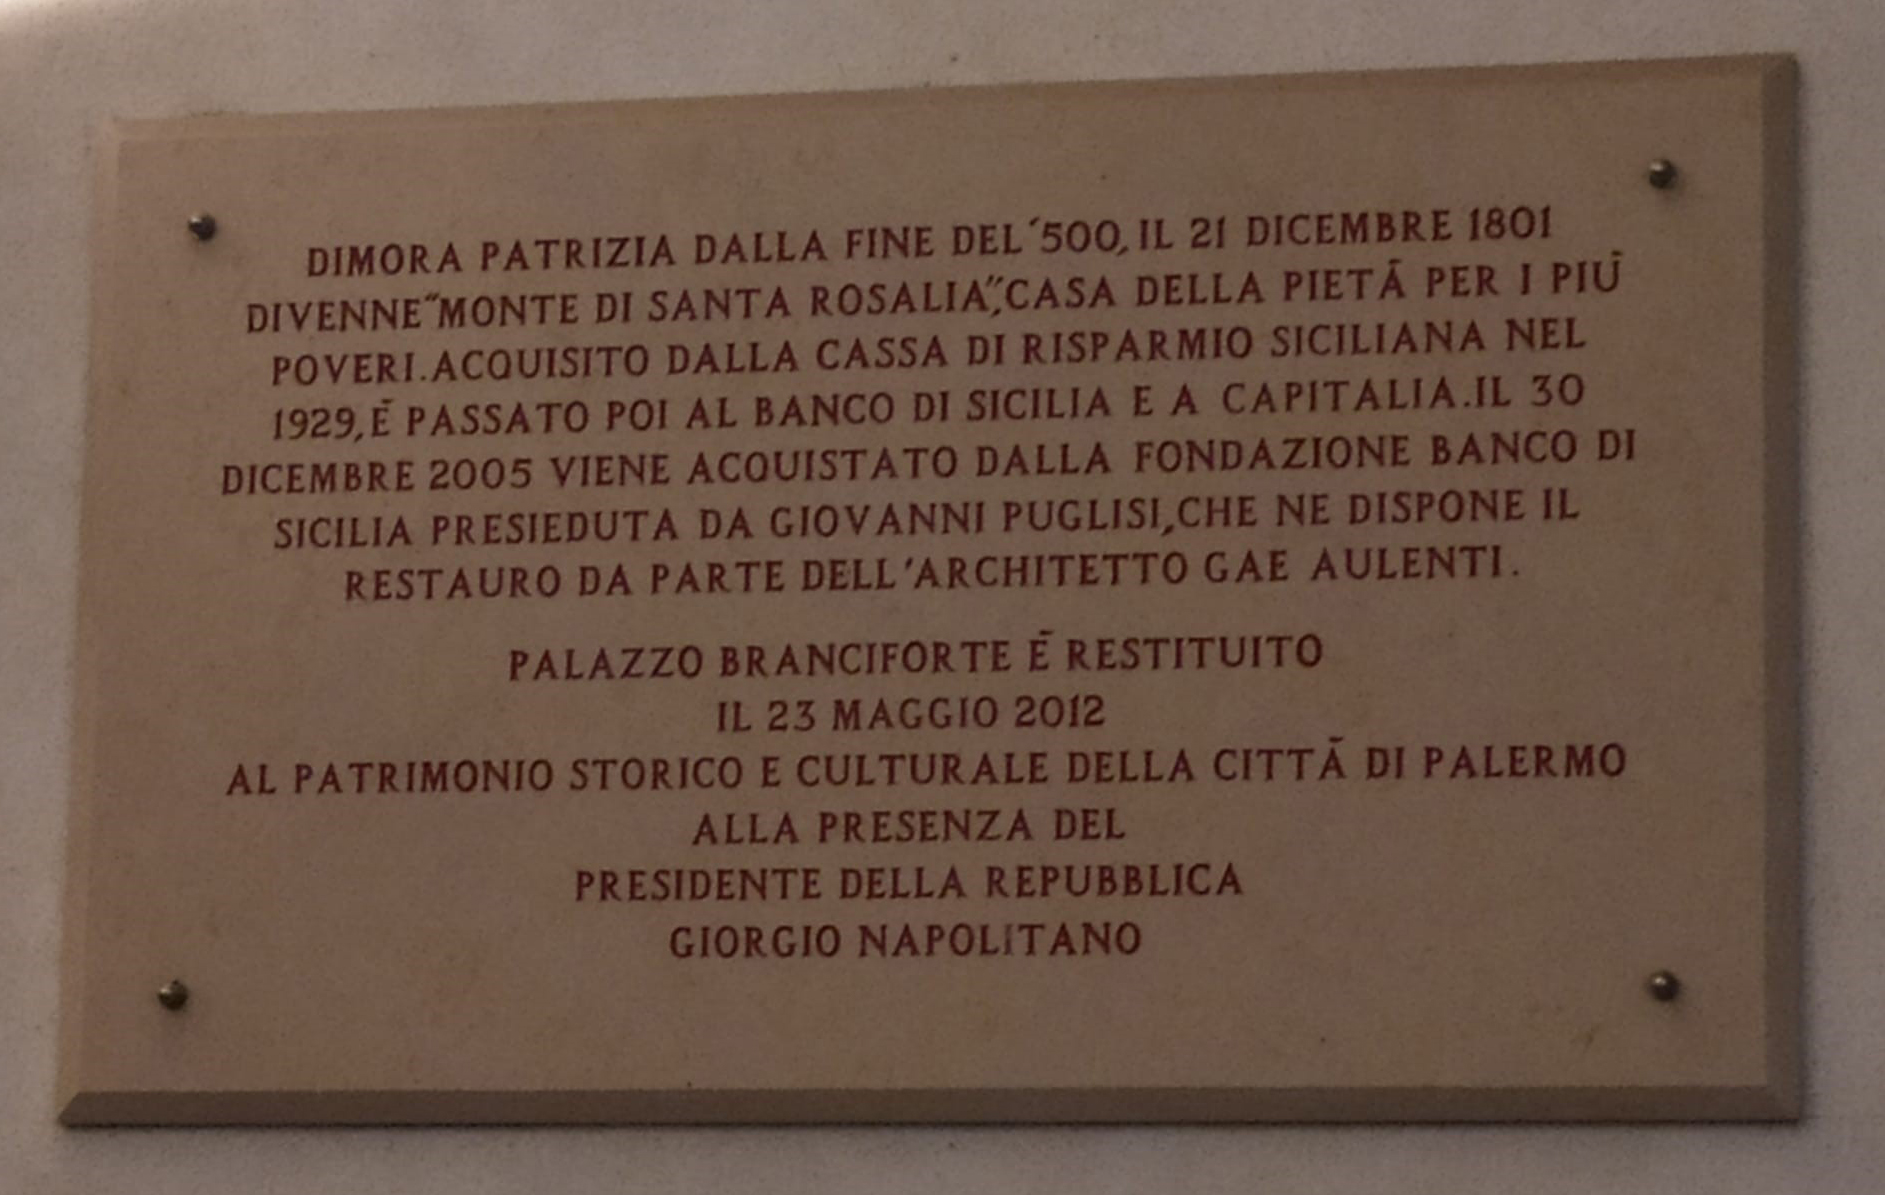 DIMORA PATRIZIA DALLA FINE DEL '500, IL 21 DICEMBRE 1801
DIVENNE "MONTE DI SANTA ROSALIA", CASA DELLA PIETÀ PER I PIÙ
POVERI. ACQUISITO DALLA CASSA DI RISPARMIO SICILIANA NEL
1929, È PASSATO POI AL BANCO DI SICILIA E A CAPITALIA. IL 30
DICEMBRE 2005 VIENE ACQUISTATO DALLA FONDAZIONE BANCO DI
SICILIA PRESIEDUTA DA GIOVANNI PUGLISI, CHE NE DISPONE IL
RESTAURO DA PARTE DELL'ARCHITETTO GAE AULENTI.
PALAZZO BRANCIFORTE È RESTITUITO
IL 23 MAGGIO 2012
AL PATRIMONIO STORICO E CULTURALE DELLA CITTÀ DI PALERMO
ALLA PRESENZA DEL
PRESIDENTE DELLA REPUBBLICA
GIORGIO NAPOLITANO